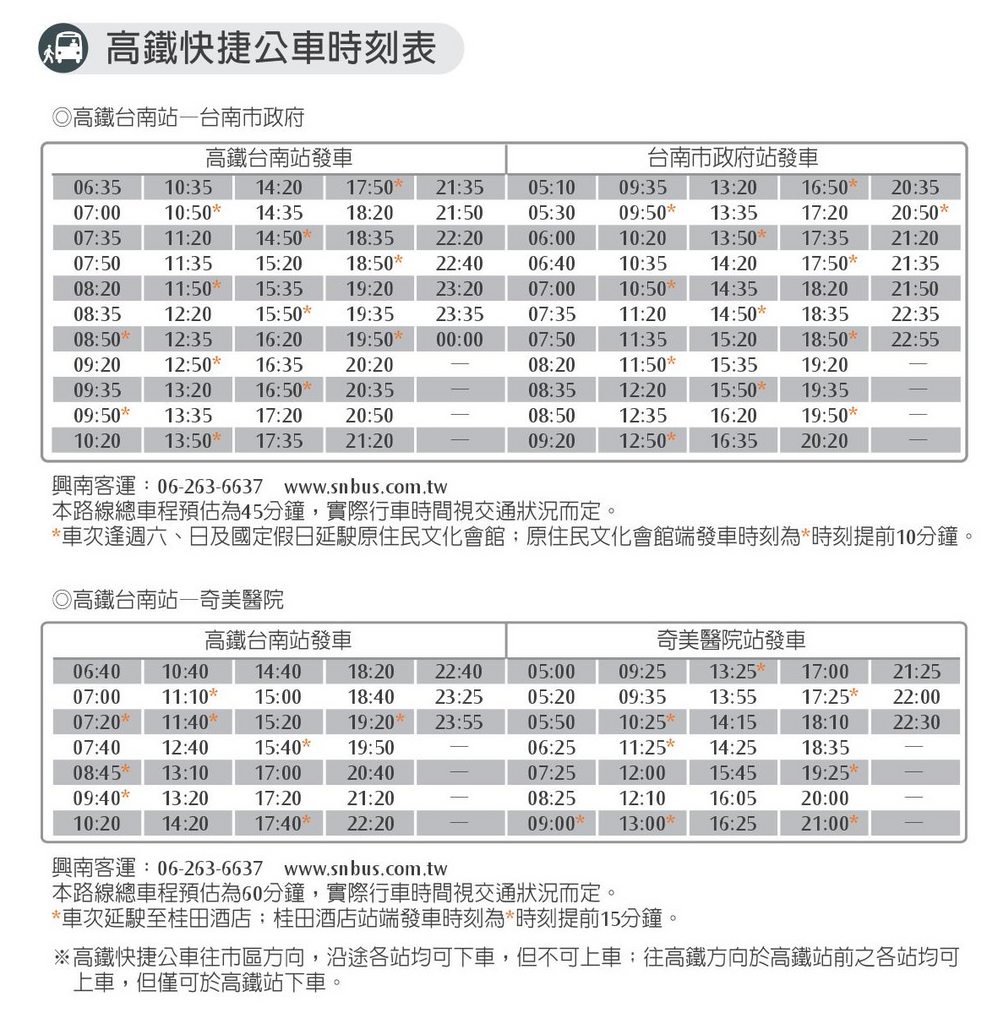 高鐵快捷公車時刻表
◎高鐵台南站—台南市政府
高鐵台南站發車 台南市政府站發車
06:35 10:35 14:20 17:50* 21:35 05:10 09:35 13:20 16:50* 20:35
07:00 10:50* 14:35 18:20 21:50 05:30 09:50* 13:35 17:20 20:50*
07:35 11:20 14:50* 18:35 22:20 06:00 10:20 13:50* 17:35 21:20
07:50 11:35 15:20 18:50* 22:40 06:40 10:35 14:20 17:50* 21:35
08:20 11:50* 15:35 19:20 23:20 07:00 10:50* 14:35 18:20 21:50
08:35 12:20 15:50* 19:35 23:35 07:35 11:20 14:50* 18:35 22:35
08:50* 12:35 16:20 19:50* 00:00 07:50 11:35 15:20 18:50* 22:55
09:20 12:50* 16:35 20:20 — 08:20 11:50* 15:35 19:20 —
09:35 13:20 16:50* 20:35 — 08:35 12:20 15:50* 19:35 —
09:50* 13:35 17:20 20:50 — 08:50 12:35 16:20 19:50* —
10:20 13:50* 17:35 21:20 — 09:20 12:50* 16:35 20:20 —
興南客運：06-263-6637 www.snbus.com.tw
本路線總車程預估為45分鐘，實際行車時間視交通狀況而定。
*車次逢週六、日及國定假日延駛原住民文化會館；原住民文化會館端發車時刻為*時刻提前10分鐘。
◎高鐵台南站—奇美醫院
高鐵台南站發車 奇美醫院站發車
06:40 10:40 14:40 18:20 22:40 05:00 09:25 13:25* 17:00 21:25
07:00 11:10* 15:00 18:40 23:25 05:20 09:35 13:55 17:25* 22:00
07:20* 11:40* 15:20 19:20* 23:55 05:50 10:25* 14:15 18:10 22:30
07:40 12:40 15:40* 19:50 — 06:25 11:25* 14:25 18:35 —
08:45* 13:10 17:00 20:40 — 07:25 12:00 15:45 19:25* —
09:40* 13:20 17:20 21:20 — 08:25 12:10 16:05 20:00 —
10:20 14:20 17:40* 22:20 — 09:00* 13:00* 16:25 21:00* —
興南客運：06-263-6637 www.snbus.com.tw
本路線總車程預估為60分鐘，實際行車時間視交通狀況而定。
*車次延駛至桂田酒店；桂田酒店站端發車時刻為*時刻提前15分鐘。
※高鐵快捷公車往市區方向，沿途各站均可下車，但不可上車；往高鐵方向於高鐵站前之各站均可
上車，但僅可於高鐵站下車。